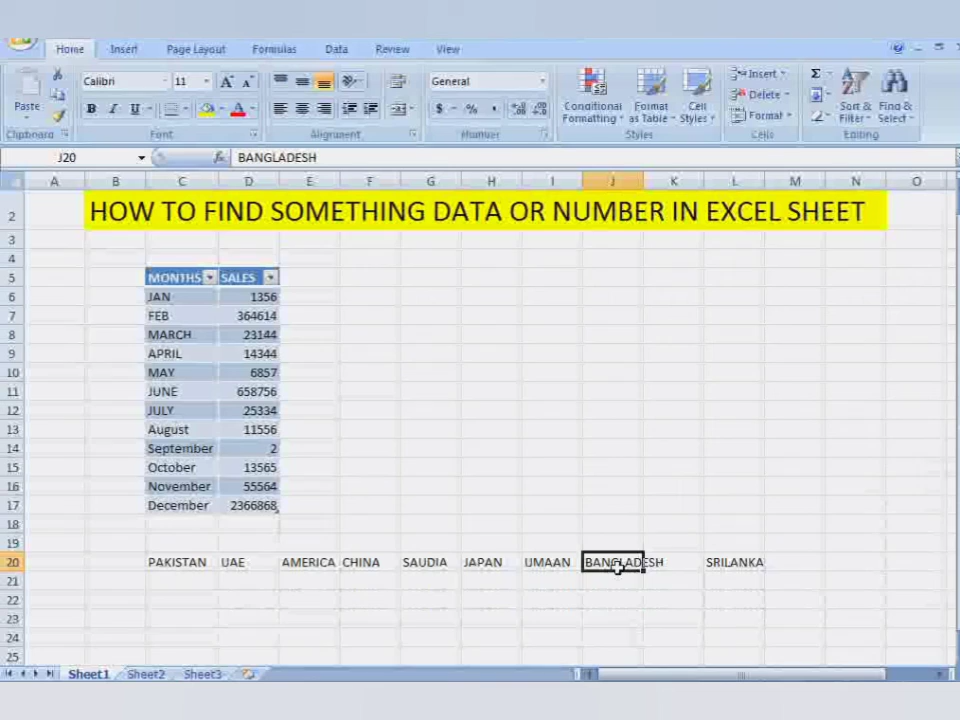 Home Insert Page Layout Formulas Data Review View
Calibri 11 General Insert
Paste B I U A $ % , Conditional Formatting Format as Table Cell Styles Delete Format Sort & Filter Find & Select
Clipboard Font Alignment Number Styles Cells Editing
J20 fx BANGLADESH
A B C D E F G H I J K L M N O
2 HOW TO FIND SOMETHING DATA OR NUMBER IN EXCEL SHEET
3
4
5 MONTHS SALES
6 JAN 1356
7 FEB 364614
8 MARCH 23144
9 APRIL 14344
10 MAY 6857
11 JUNE 658756
12 JULY 25334
13 August 11556
14 September 2
15 October 13565
16 November 55564
17 December 2366868
18
19
20 PAKISTAN UAE AMERICA CHINA SAUDIA JAPAN UMAAN BANGLADESH SRILANKA
21
22
23
24
25
Sheet1 Sheet2 Sheet3